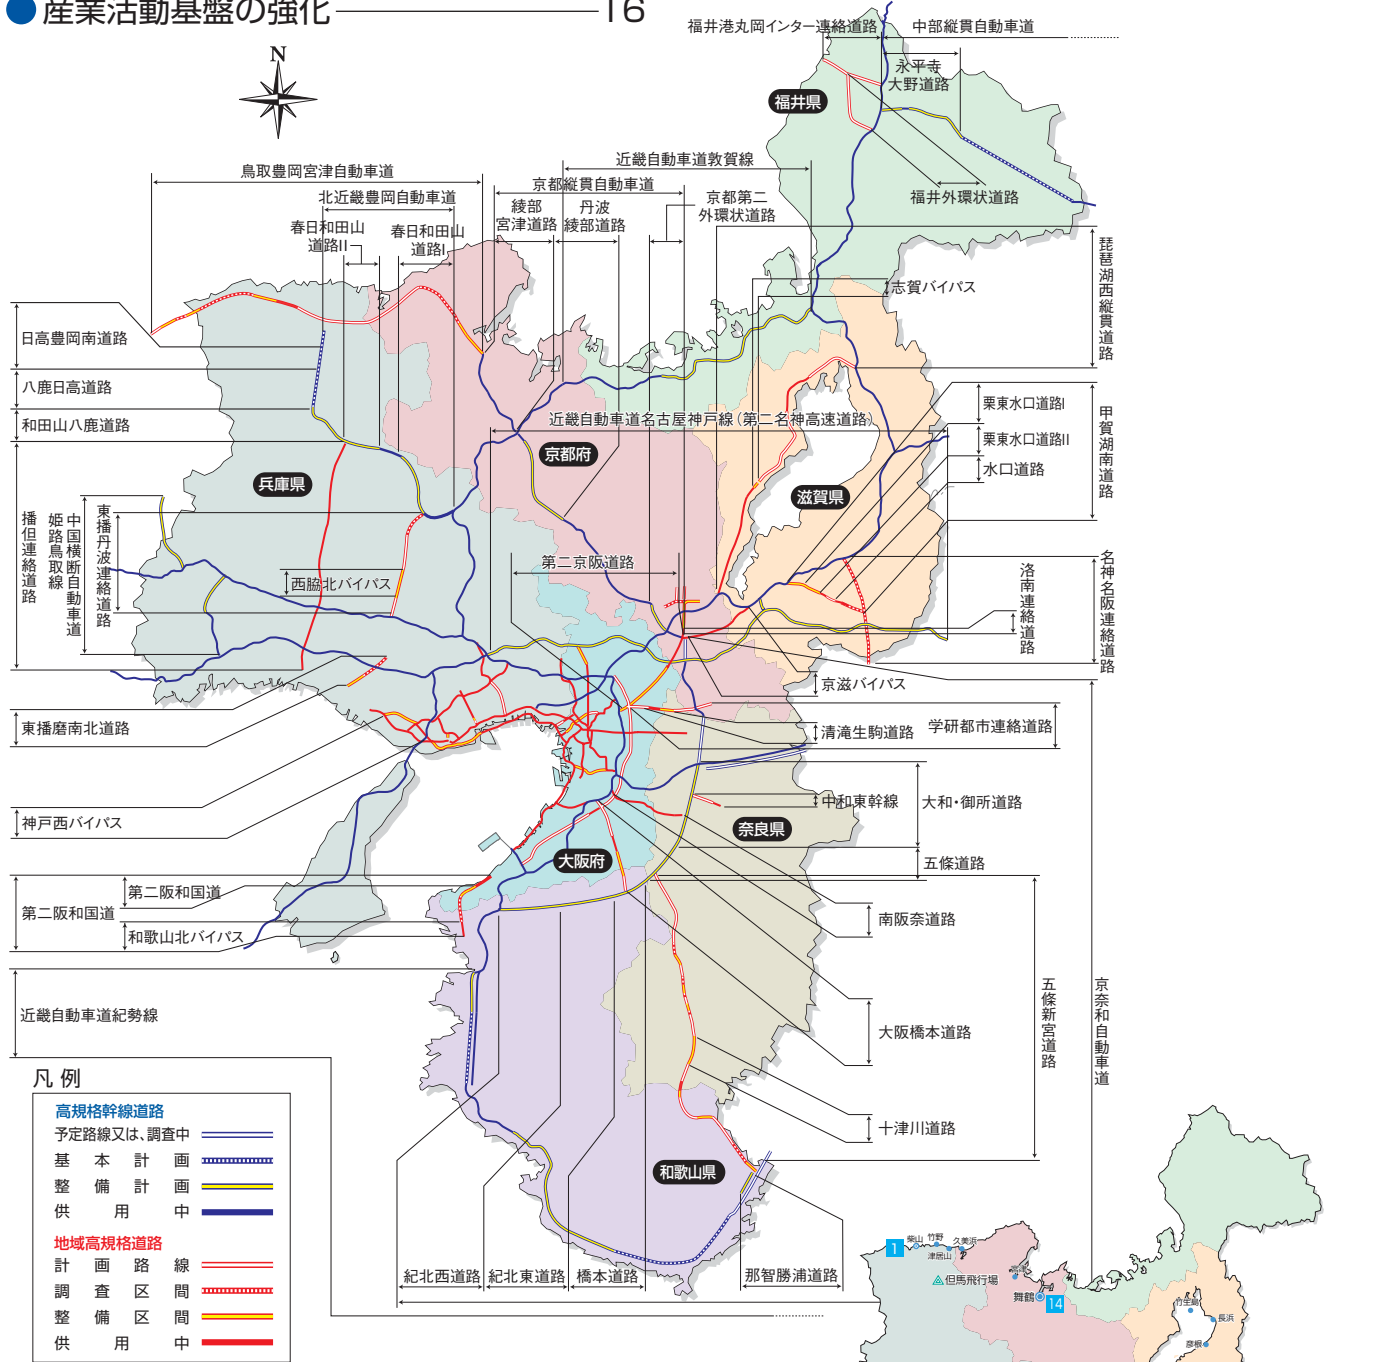 ●産業活動基盤の強化 16
N
福井港丸岡インター連絡道路
中部縦貫自動車道
永平寺
大野道路
福井県
近畿自動車道敦賀線
鳥取豊岡宮津自動車道
京都縦貫自動車道
北近畿豊岡自動車道
綾部
宮津道路
丹波
綾部道路
京都第二
外環状道路
福井外環状道路
春日和田山
道路II
春日和田山
道路I
琵琶湖西縦貫道路
志賀バイパス
日高豊岡南道路
八鹿日高道路
和田山八鹿道路
近畿自動車道名古屋神戸線(第二名神高速道路)
栗東水口道路I
栗東水口道路II
水口道路
甲賀湖南道路
京都府
兵庫県
滋賀県
播但連絡道路
中国横断自動車道
姫路鳥取線
東播丹波連絡道路
西脇北バイパス
第二京阪道路
洛南連絡道路
名神名阪連絡道路
京滋バイパス
東播磨南北道路
清滝生駒道路
学研都市連絡道路
神戸西バイパス
中和東幹線
大和・御所道路
奈良県
大阪府
五條道路
第二阪和国道
第二阪和国道
和歌山北バイパス
南阪奈道路
近畿自動車道紀勢線
大阪橋本道路
五條新宮道路
京奈和自動車道
十津川道路
和歌山県
紀北西道路
紀北東道路
橋本道路
那智勝浦道路
凡例
高規格幹線道路
予定路線又は、調査中
基本計画
整備計画
供用中
地域高規格道路
計画路線
調査区間
整備区間
供用中
1
柴山
竹野
久美浜
津居山
但馬飛行場
舞鶴
14
竹生島
長浜
彦根